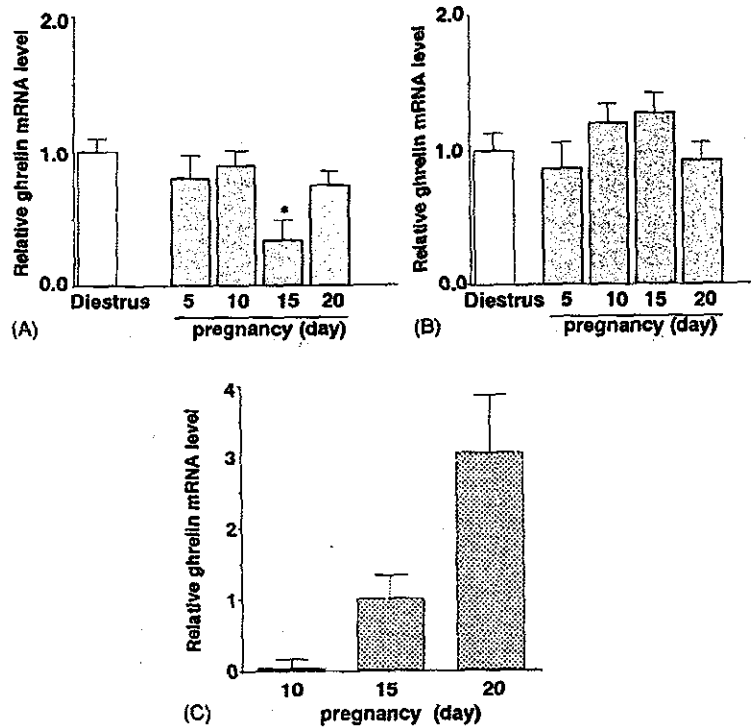 Relative ghrelin mRNA level
2.0
1.0
0.0
*
Diestrus 5 10 15 20
pregnancy (day)
(A)
Relative ghrelin mRNA level
2.0
1.0
0.0
Diestrus 5 10 15 20
pregnancy (day)
(B)
Relative ghrelin mRNA level
4
3
2
1
0
10 15 20
pregnancy (day)
(C)